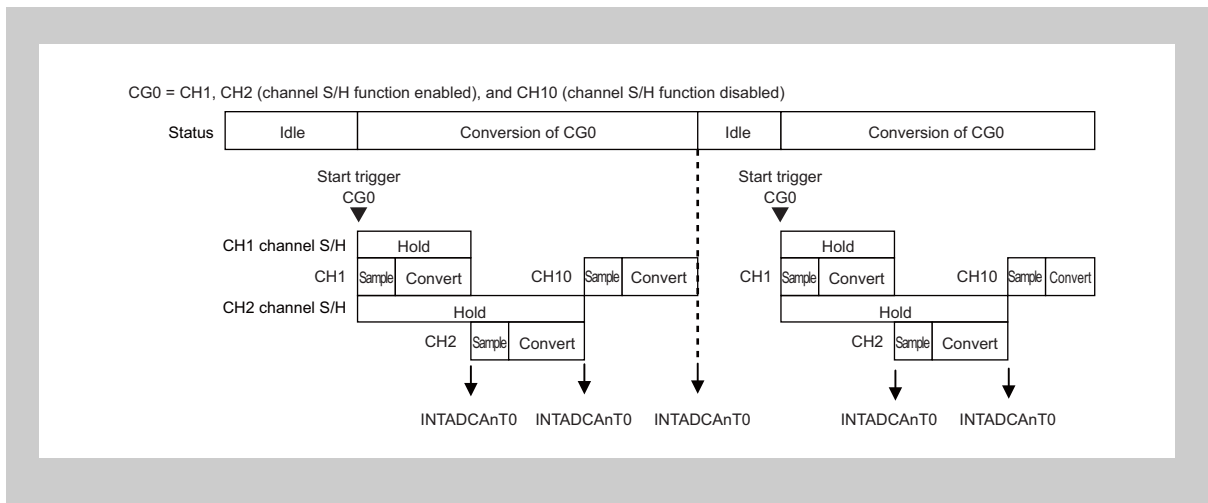 CG0 = CH1, CH2 (channel S/H function enabled), and CH10 (channel S/H function disabled)
Status Idle Conversion of CG0 Idle Conversion of CG0
Start trigger Start trigger
CG0 CG0
CH1 channel S/H Hold Hold
CH1 Sample Convert CH10 Sample Convert CH1 Sample Convert CH10 Sample Convert
CH2 channel S/H Hold Hold
CH2 Sample Convert CH2 Sample Convert
INTADCAnT0 INTADCAnT0 INTADCAnT0 INTADCAnT0 INTADCAnT0